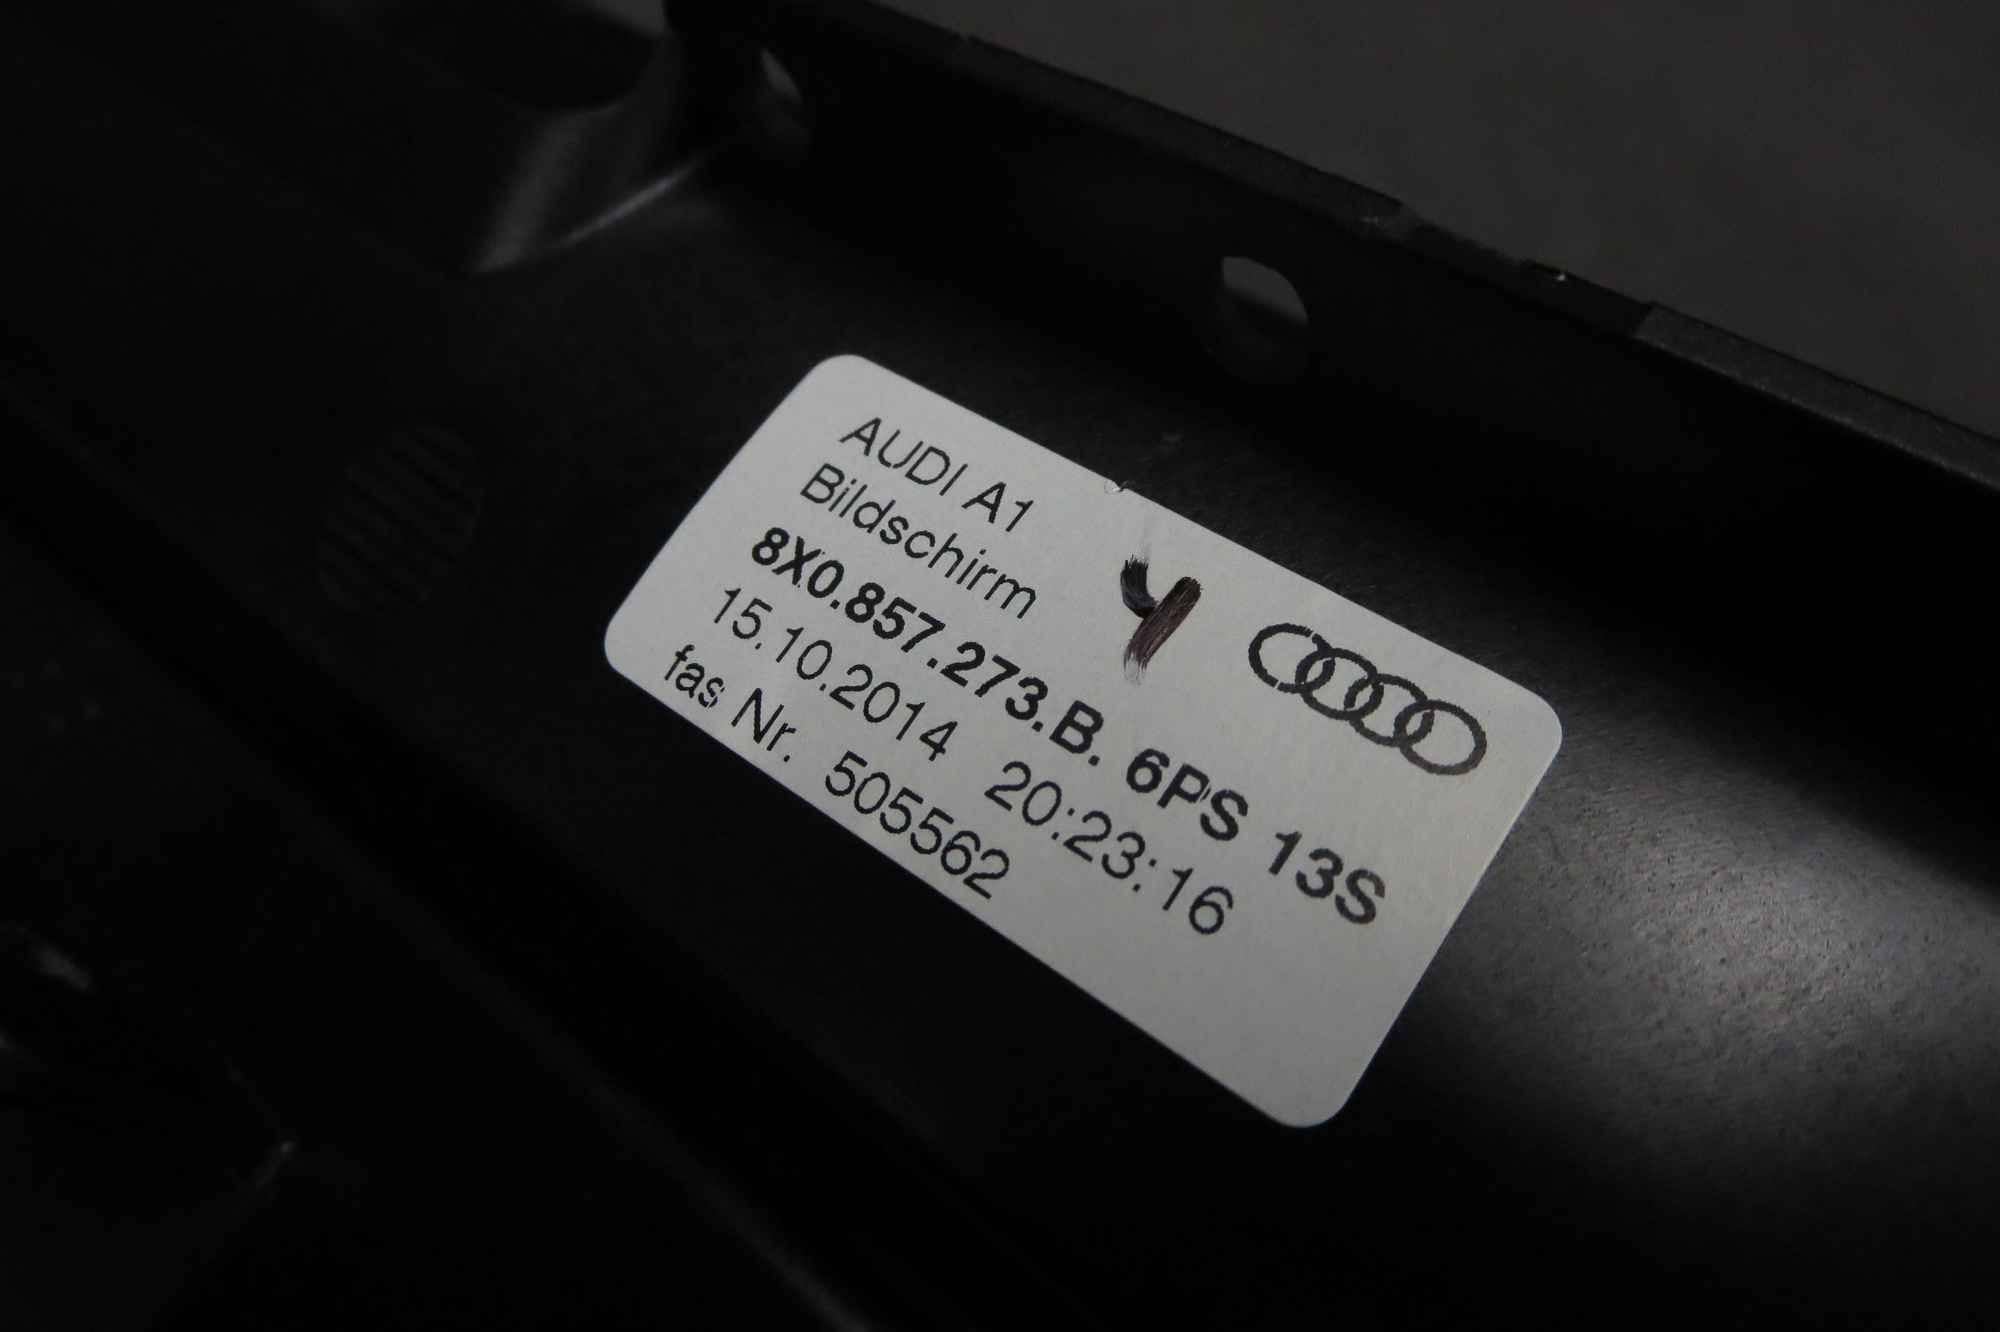 AUDI A1
Bildschirm
8X0.857.273.B. 6PS 13S
15.10.2014 20:23:16
fas Nr. 505562